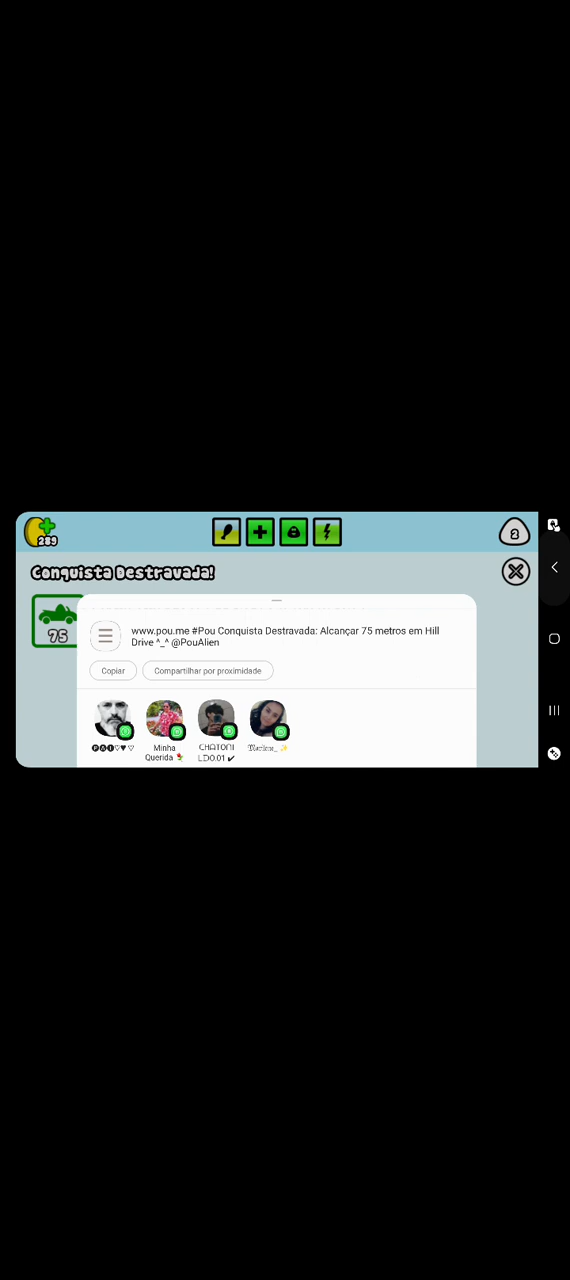 289
2
Conquista Destravada!
75
www.pou.me #Pou Conquista Destravada: Alcançar 75 metros em Hill
Drive ^_^ @PouAlien
Copiar
Compartilhar por proximidade
🅟🅐🅘♡♥♡
Minha
Querida 🌹
CHATONI
LDO.01 ✔
✨